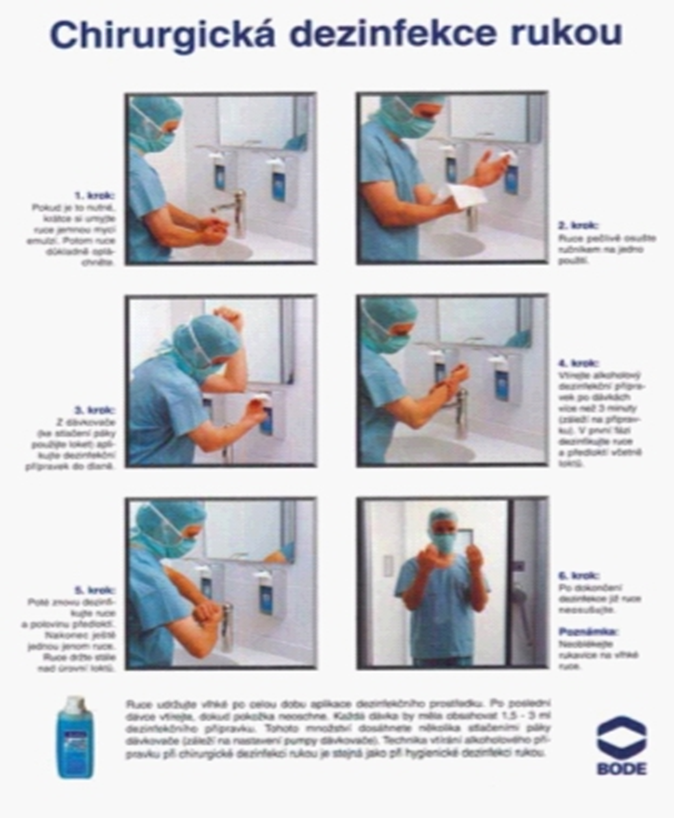 Chirurgická dezinfekce rukou
1. krok:
Pokud je to nutné,
krátce si umyjte
ruce jemnou mycí
emulzí. Potom ruce
důkladně oplá-
chněte.
2. krok:
Ruce pečlivě osušte
ručníkem na jedno
použití.
3. krok:
Z dávkovače
(ke stlačení páky
použijte loket) apli-
kujte dezinfekční
přípravek do dlaně.
4. krok:
Vtírejte alkoholový
dezinfekční přípra-
vek po dávkách
více než 3 minuty
(záleží na příprav-
ku). V první fázi
dezinfikujte ruce
a předloktí včetně
loktů.
5. krok:
Poté znovu dezinfi-
kujte ruce
a polovinu předloktí.
Nakonec ještě
jednou jenom ruce.
Ruce držte stále
nad úrovní loktů.
6. krok:
Po dokončení
dezinfekce již ruce
neosušujte.
Poznámka:
Neoblékejte
rukavice na vlhké
ruce.
Ruce udržujte vlhké po celou dobu aplikace dezinfekčního prostředku. Po poslední
dávce vtírejte, dokud pokožka neoschne. Každá dávka by měla obsahovat 1,5 - 3 ml
dezinfekčního přípravku. Tohoto množství dosáhnete několika stlačeními páky
dávkovače (záleží na nastavení pumpy dávkovače). Technika vtírání alkoholového pří-
pravku při chirurgické dezinfekci rukou je stejná jako při hygienické dezinfekci rukou.
BODE